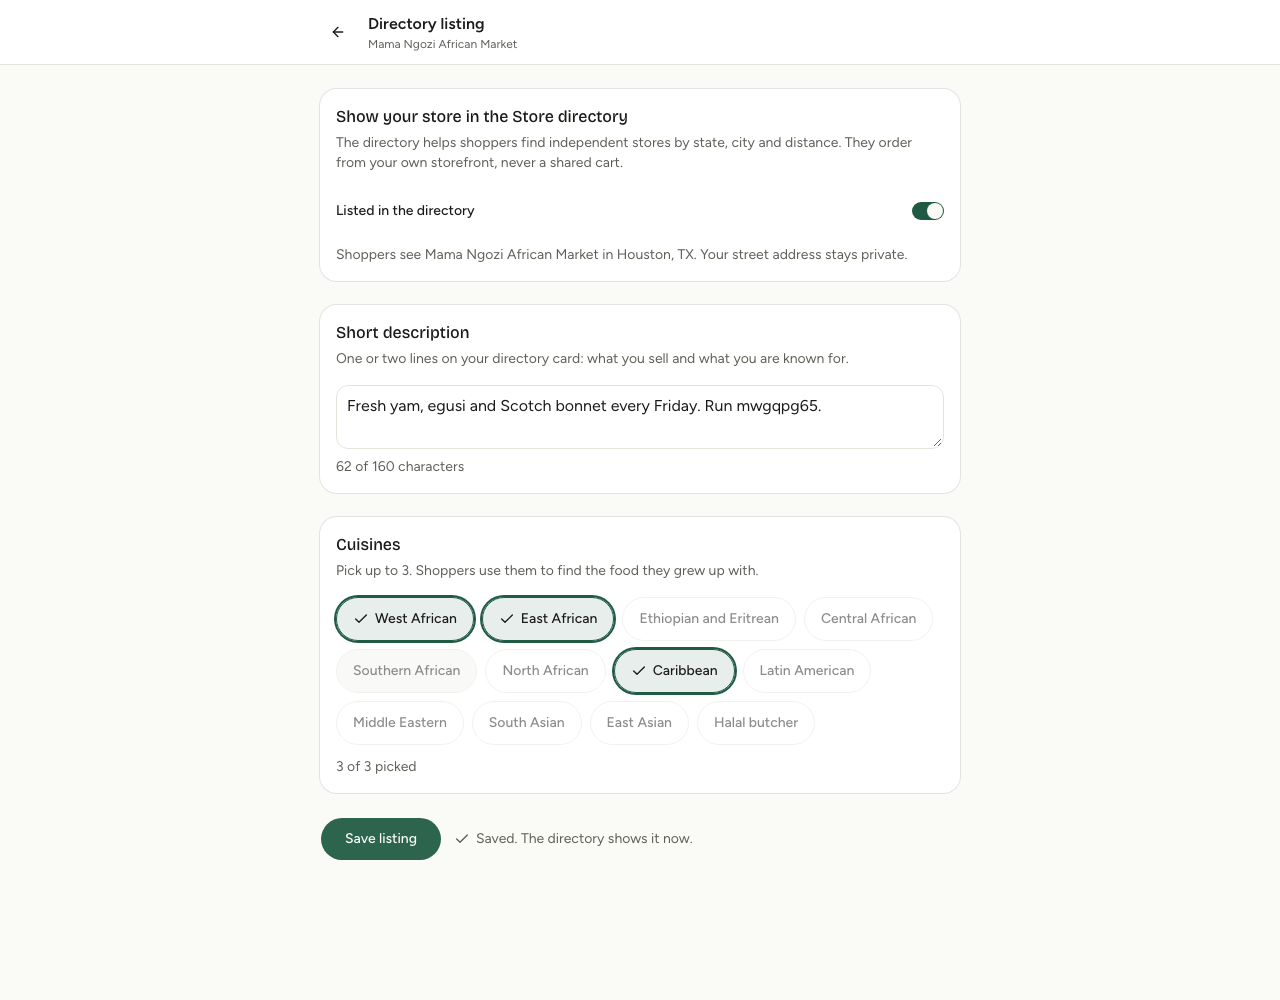 Directory listing
Mama Ngozi African Market
Show your store in the Store directory
The directory helps shoppers find independent stores by state, city and distance. They order
from your own storefront, never a shared cart.
Listed in the directory
Shoppers see Mama Ngozi African Market in Houston, TX. Your street address stays private.
Short description
One or two lines on your directory card: what you sell and what you are known for.
Fresh yam, egusi and Scotch bonnet every Friday. Run mwgqpg65.
62 of 160 characters
Cuisines
Pick up to 3. Shoppers use them to find the food they grew up with.
West African East African Ethiopian and Eritrean Central African
Southern African North African Caribbean Latin American
Middle Eastern South Asian East Asian Halal butcher
3 of 3 picked
Save listing Saved. The directory shows it now.